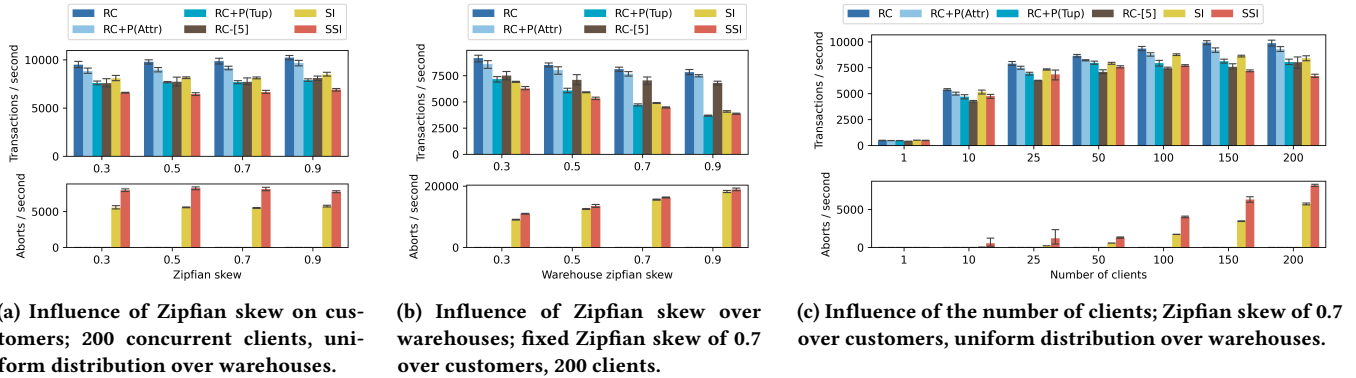 RC RC+P(Tup) SI
RC+P(Attr) RC-[5] SSI
Transactions / second
10000
5000
0
0.3 0.5 0.7 0.9
Aborts / second
5000
0
0.3 0.5 0.7 0.9
Zipfian skew
(a) Influence of Zipfian skew on cus-
tomers; 200 concurrent clients, uni-
form distribution over warehouses.
RC RC+P(Tup) SI
RC+P(Attr) RC-[5] SSI
Transactions / second
7500
5000
2500
0
0.3 0.5 0.7 0.9
Aborts / second
20000
0
0.3 0.5 0.7 0.9
Warehouse zipfian skew
(b) Influence of Zipfian skew over
warehouses; fixed Zipfian skew of 0.7
over customers, 200 clients.
RC RC+P(Attr) RC+P(Tup) RC-[5] SI SSI
Transactions / second
10000
7500
5000
2500
0
1 10 25 50 100 150 200
Aborts / second
5000
0
1 10 25 50 100 150 200
Number of clients
(c) Influence of the number of clients; Zipfian skew of 0.7
over customers, uniform distribution over warehouses.